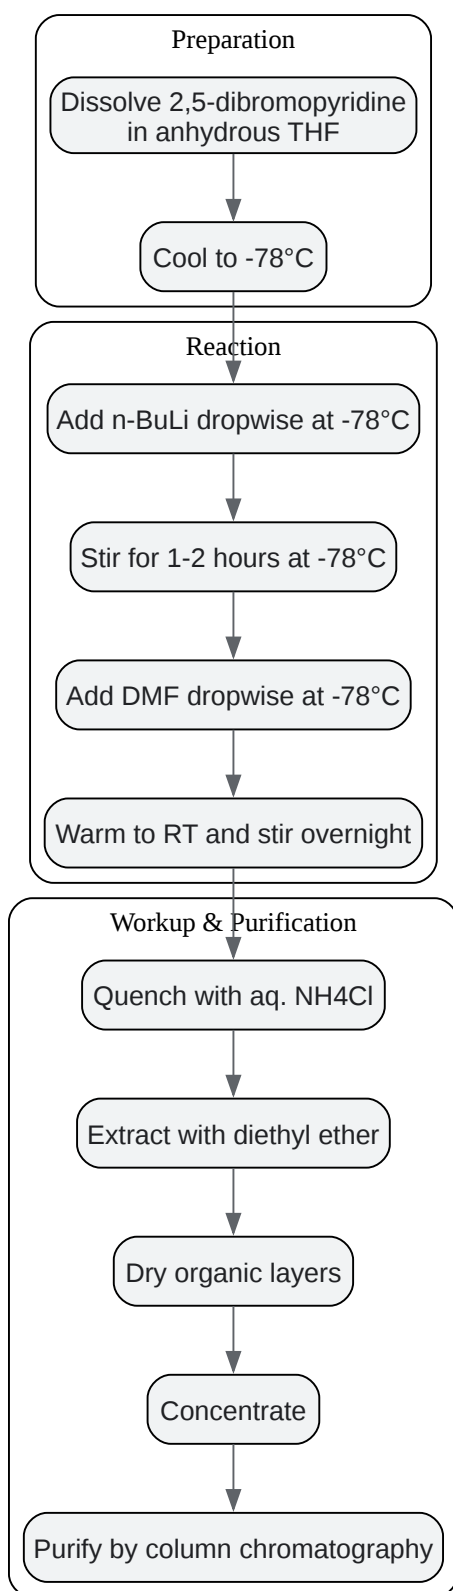 Preparation
Dissolve 2,5-dibromopyridine
in anhydrous THF
Cool to -78°C
Reaction
Add n-BuLi dropwise at -78°C
Stir for 1-2 hours at -78°C
Add DMF dropwise at -78°C
Warm to RT and stir overnight
Workup & Purification
Quench with aq. NH4Cl
Extract with diethyl ether
Dry organic layers
Concentrate
Purify by column chromatography